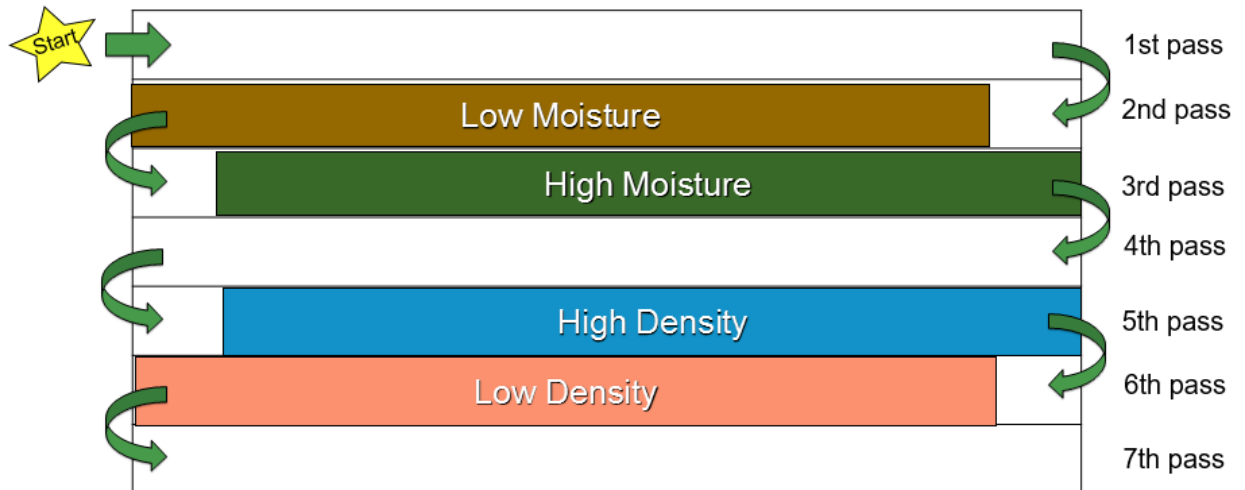 Start
1st pass
Low Moisture
2nd pass
High Moisture
3rd pass
4th pass
High Density
5th pass
Low Density
6th pass
7th pass